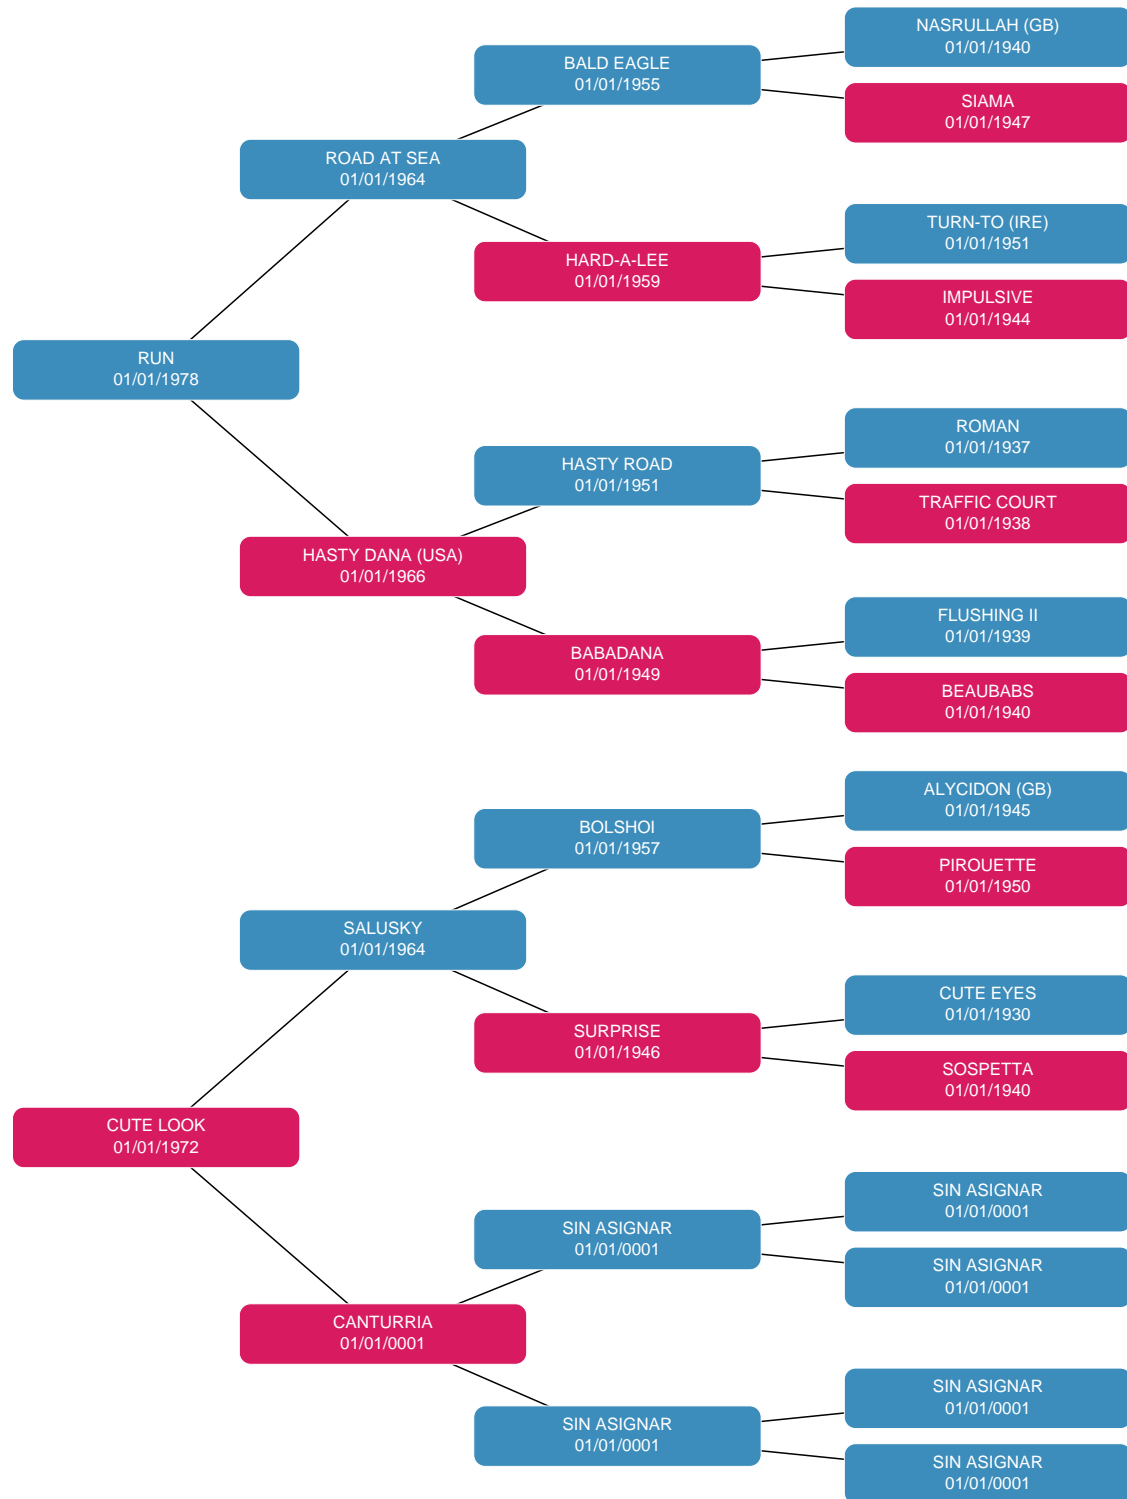 NASRULLAH (GB)
01/01/1940
BALD EAGLE
01/01/1955
SIAMA
01/01/1947
ROAD AT SEA
01/01/1964
TURN-TO (IRE)
01/01/1951
HARD-A-LEE
01/01/1959
IMPULSIVE
01/01/1944
RUN
01/01/1978
ROMAN
01/01/1937
HASTY ROAD
01/01/1951
TRAFFIC COURT
01/01/1938
HASTY DANA (USA)
01/01/1966
FLUSHING II
01/01/1939
BABADANA
01/01/1949
BEAUBABS
01/01/1940
ALYCIDON (GB)
01/01/1945
BOLSHOI
01/01/1957
PIROUETTE
01/01/1950
SALUSKY
01/01/1964
CUTE EYES
01/01/1930
SURPRISE
01/01/1946
SOSPETTA
01/01/1940
CUTE LOOK
01/01/1972
SIN ASIGNAR
01/01/0001
SIN ASIGNAR
01/01/0001
SIN ASIGNAR
01/01/0001
CANTURRIA
01/01/0001
SIN ASIGNAR
01/01/0001
SIN ASIGNAR
01/01/0001
SIN ASIGNAR
01/01/0001